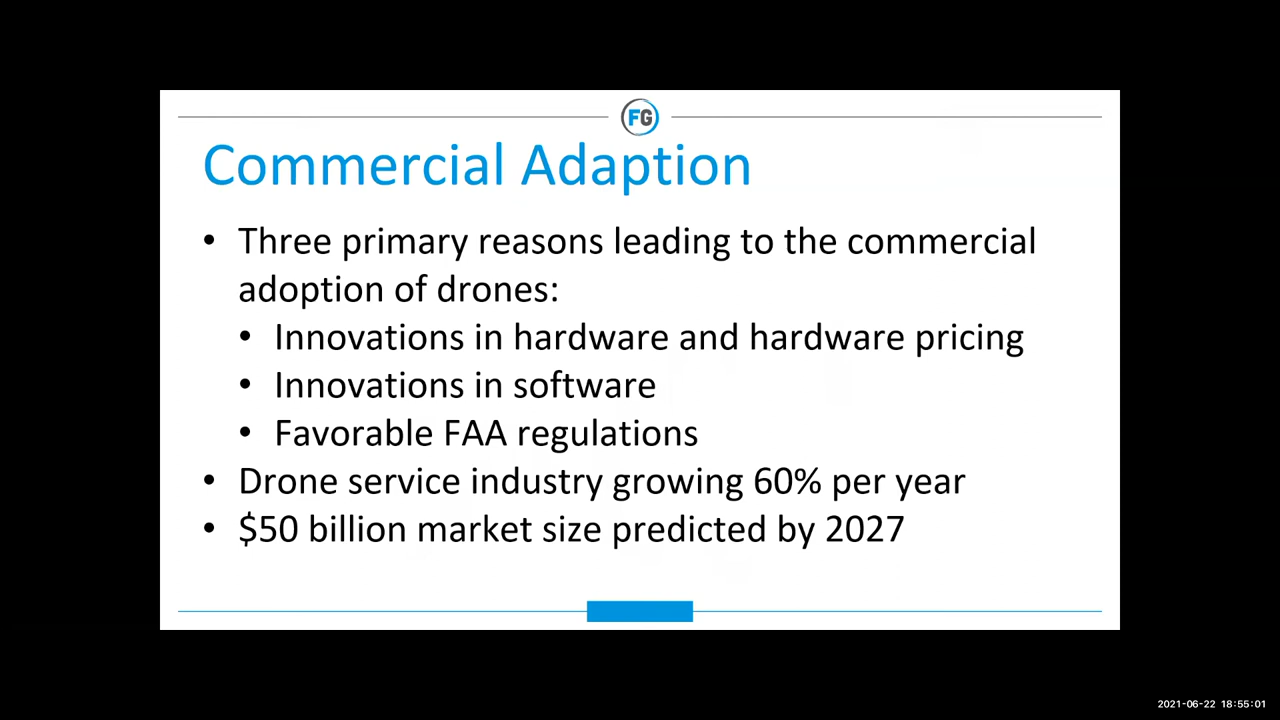 FG
Commercial Adaption
• Three primary reasons leading to the commercial
adoption of drones:
• Innovations in hardware and hardware pricing
• Innovations in software
• Favorable FAA regulations
• Drone service industry growing 60% per year
• $50 billion market size predicted by 2027
2021-06-22 18:55:01